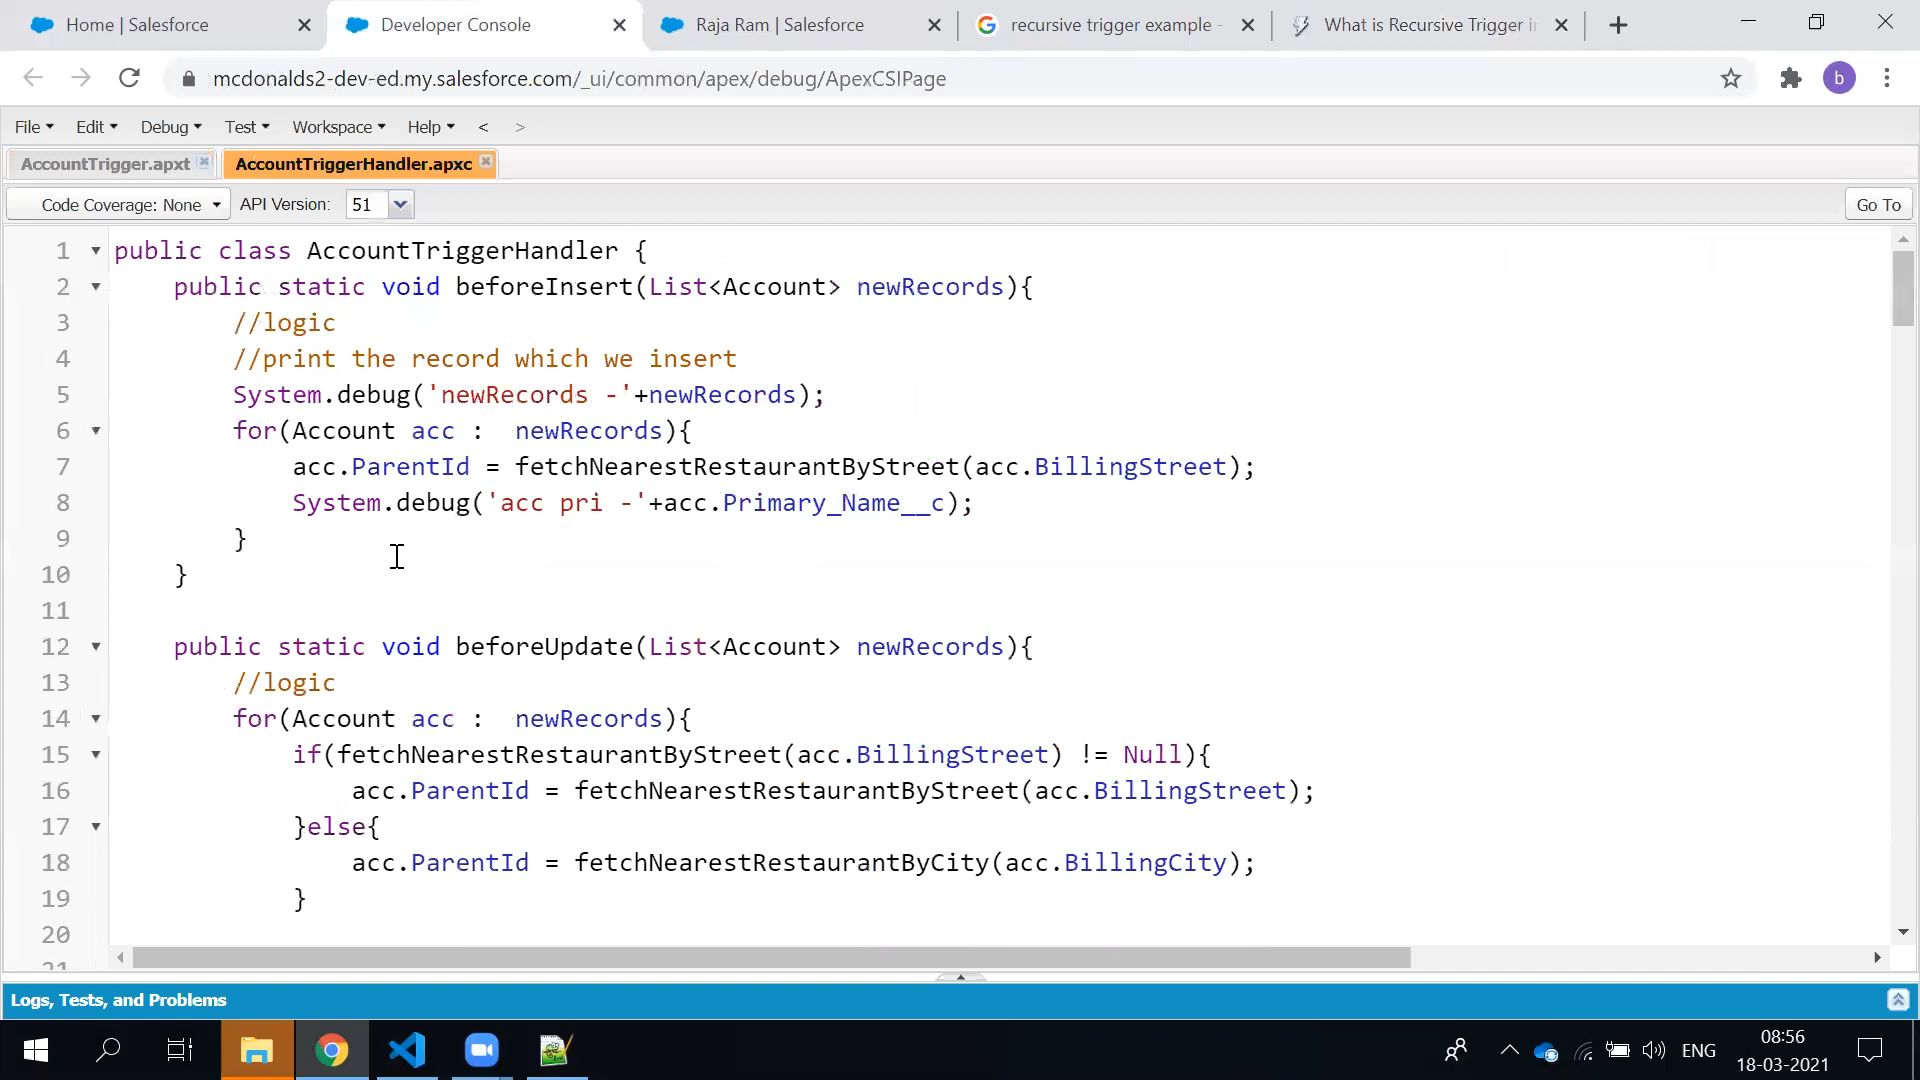 Home | Salesforce
Developer Console
Raja Ram | Salesforce
recursive trigger example -
What is Recursive Trigger in
mcdonalds2-dev-ed.my.salesforce.com/_ui/common/apex/debug/ApexCSIPage
b
File Edit Debug Test Workspace Help < >
AccountTrigger.apxt AccountTriggerHandler.apxc
Code Coverage: None API Version: 51 Go To
1 public class AccountTriggerHandler {
2 public static void beforeInsert(List<Account> newRecords){
3 //logic
4 //print the record which we insert
5 System.debug('newRecords -'+newRecords);
6 for(Account acc : newRecords){
7 acc.ParentId = fetchNearestRestaurantByStreet(acc.BillingStreet);
8 System.debug('acc pri -'+acc.Primary_Name__c);
9 }
10 }
11
12 public static void beforeUpdate(List<Account> newRecords){
13 //logic
14 for(Account acc : newRecords){
15 if(fetchNearestRestaurantByStreet(acc.BillingStreet) != Null){
16 acc.ParentId = fetchNearestRestaurantByStreet(acc.BillingStreet);
17 }else{
18 acc.ParentId = fetchNearestRestaurantByCity(acc.BillingCity);
19 }
20
21
Logs, Tests, and Problems
ENG
08:56
18-03-2021